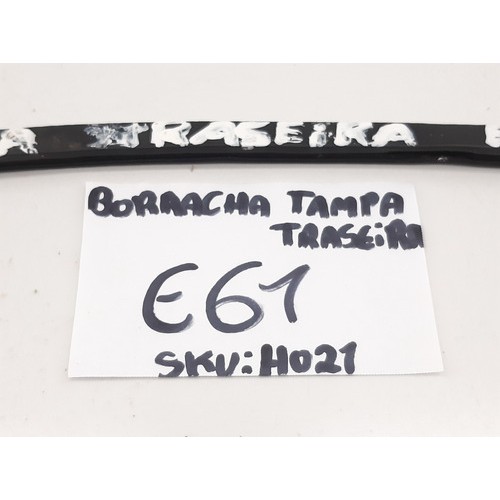 A TRASEIRA E
BORRACHA TAMPA
TRASEIRA
E61
SKU:H021